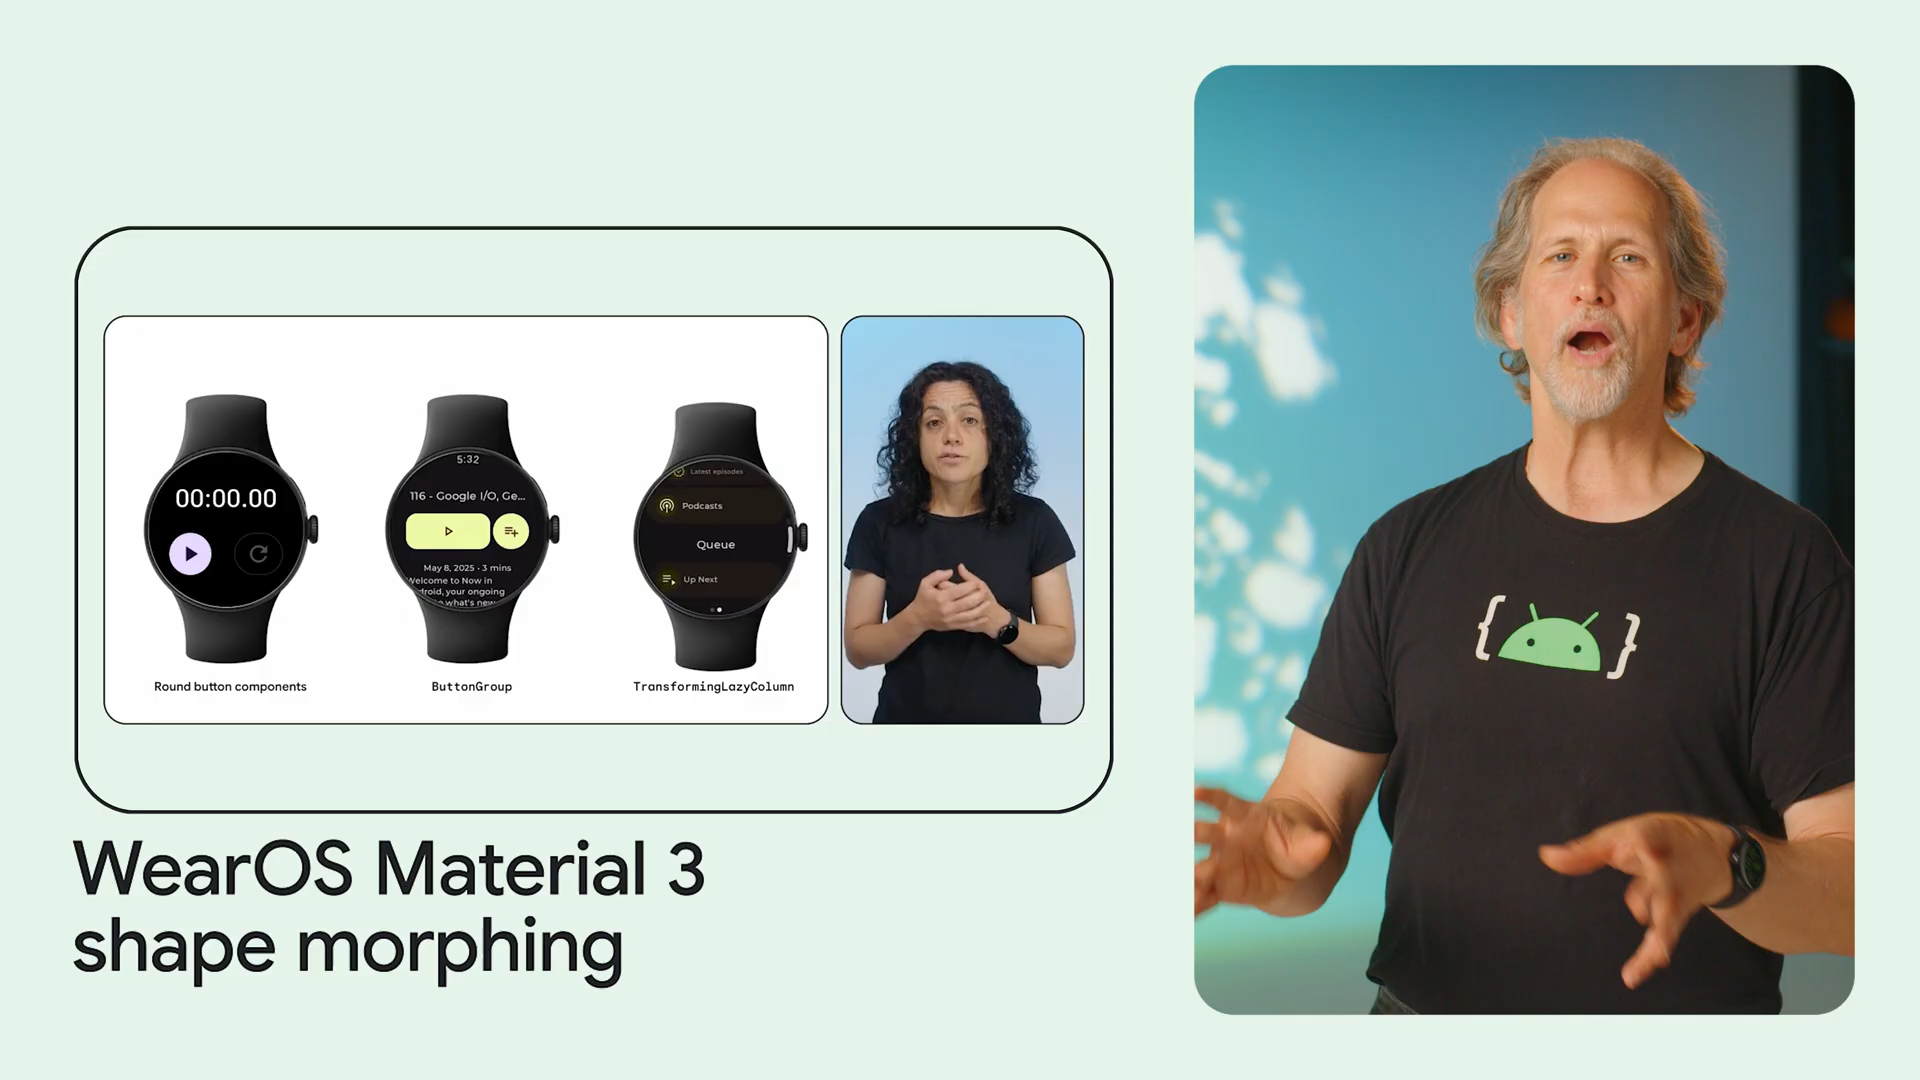 00:00.00
Round button components
5:32
116 - Google I/O, Ge...
May 8, 2025 · 3 mins
Welcome to Now in
droid, your ongoing
what's new
ButtonGroup
Latest episodes
Podcasts
Queue
Up Next
TransformingLazyColumn
{ }
WearOS Material 3
shape morphing